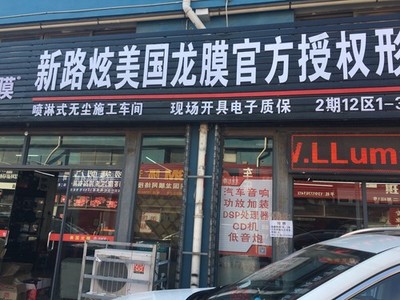 膜
新路炫美国龙膜官方授权形
喷淋式无尘施工车间 现场开具电子质保 2期12区1-3
W.LLum
汽车音响
功放加装
DSP处理器
CD机
低音炮